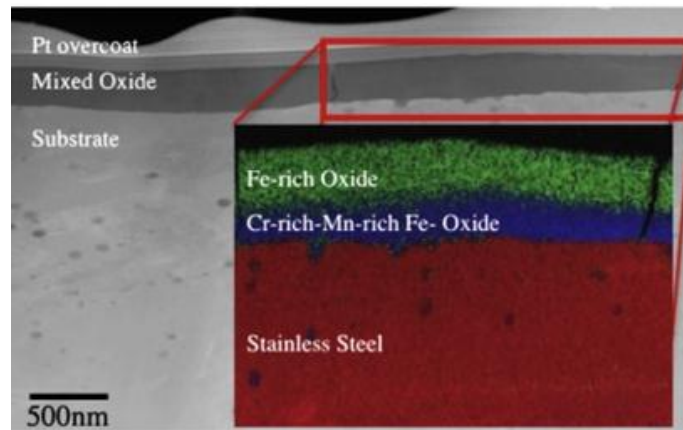 Pt overcoat
Mixed Oxide
Substrate
Fe-rich Oxide
Cr-rich-Mn-rich Fe- Oxide
Stainless Steel
500nm